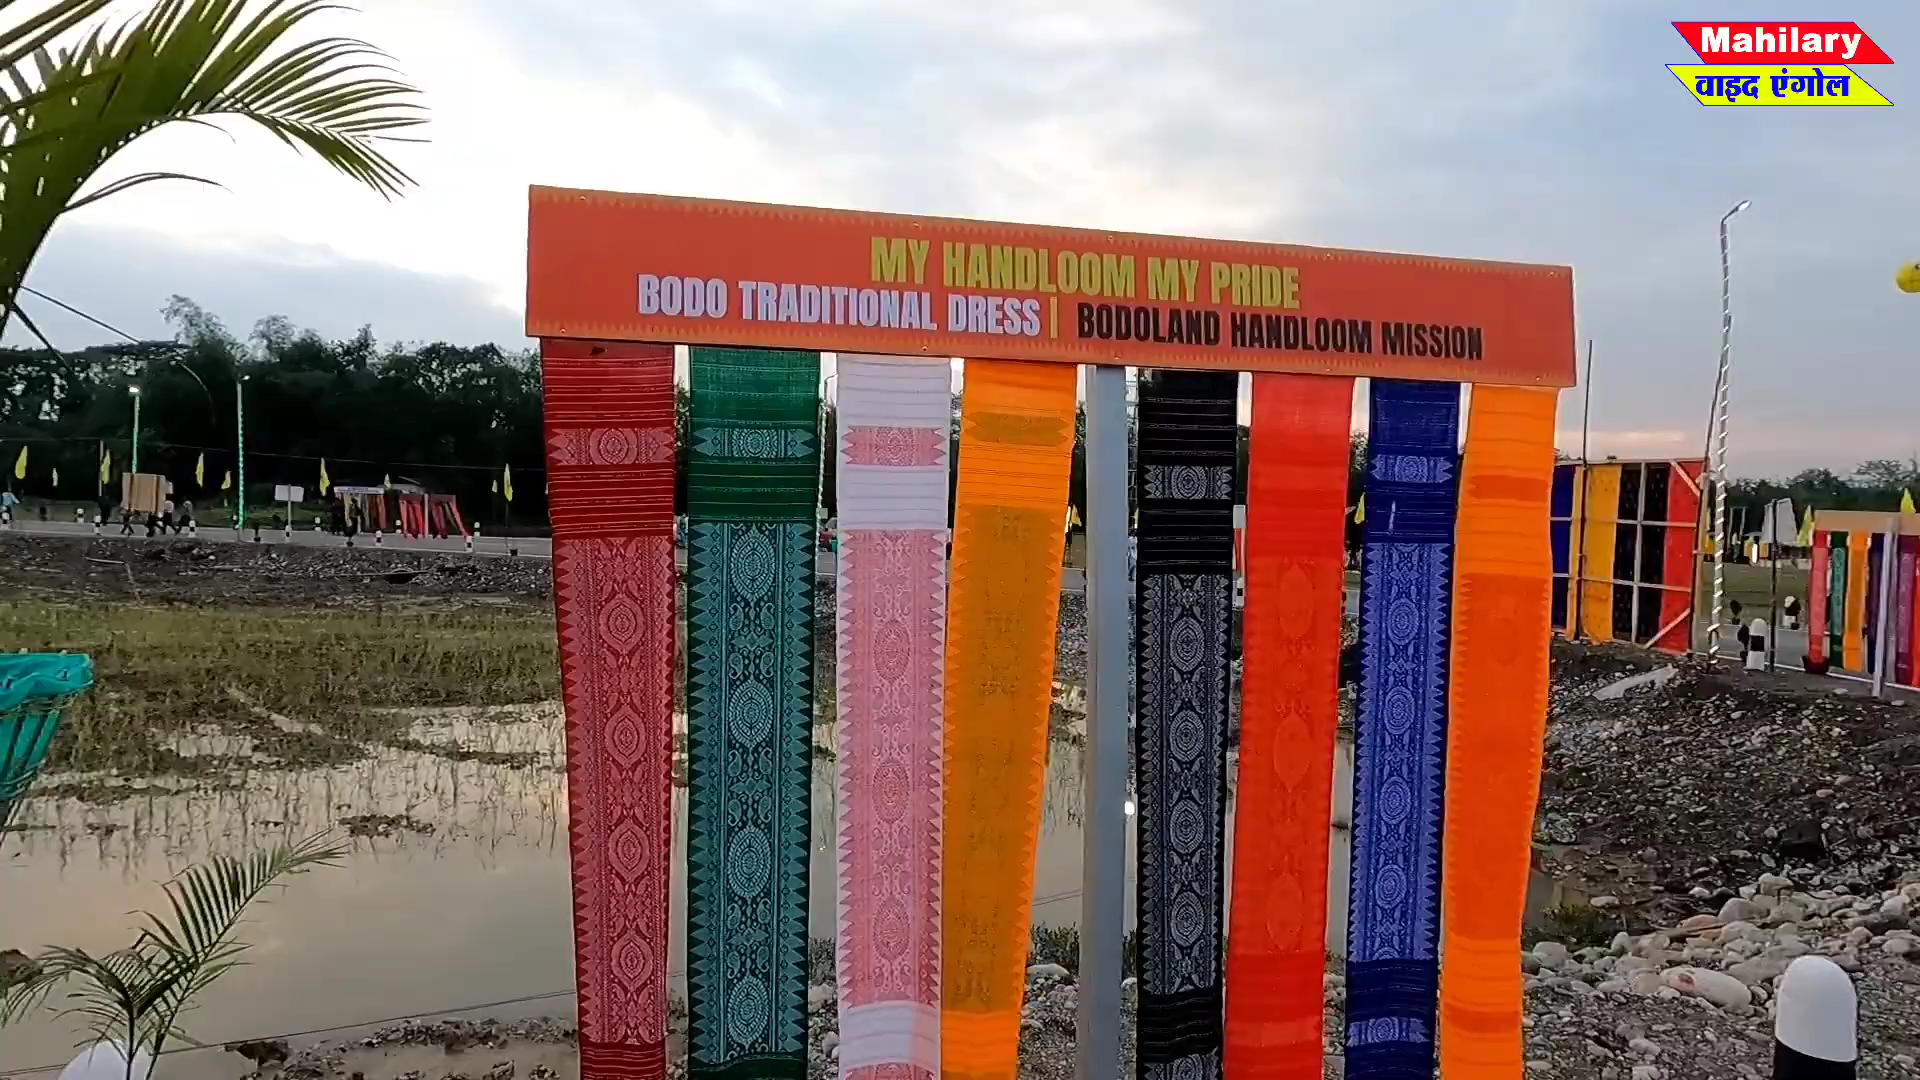 Mahilary
वाइद एंगोल
MY HANDLOOM MY PRIDE
BODO TRADITIONAL DRESS | BODOLAND HANDLOOM MISSION